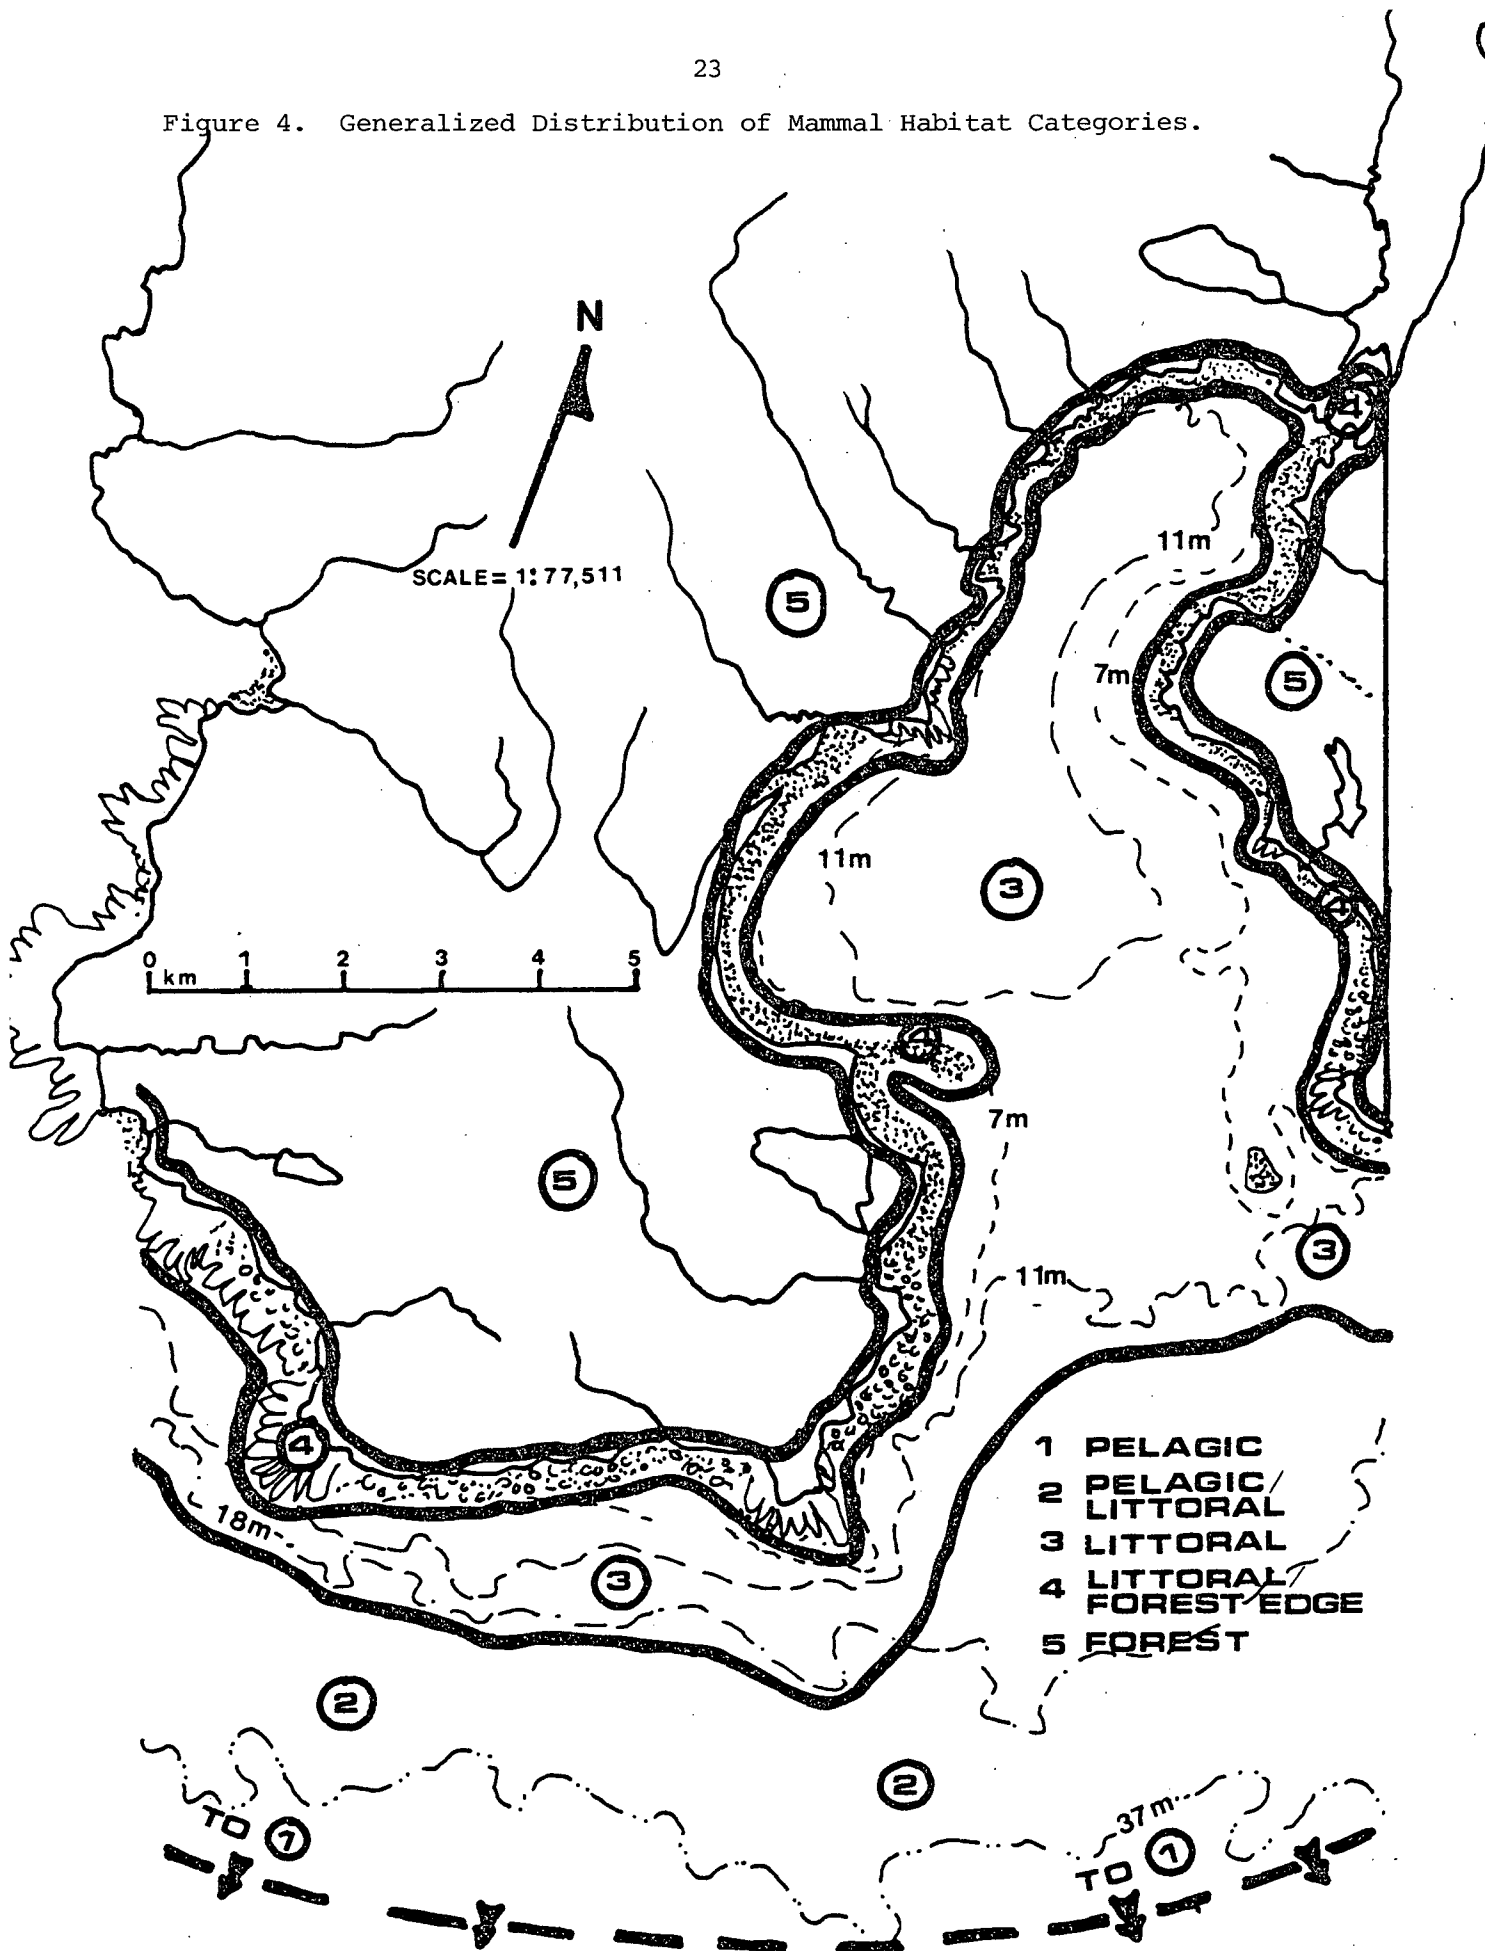 23
Figure 4. Generalized Distribution of Mammal Habitat Categories.
N
SCALE= 1:77,511
4
11m
5
5
7m
11m
3
4
0 1 2 3 4 5
km
4
7m
5
3
11m
4
1 PELAGIC
2 PELAGIC/
LITTORAL
3 LITTORAL
4 LITTORAL/
FOREST EDGE
5 FOREST
18m
3
2
2
37m
TO 1
TO 1